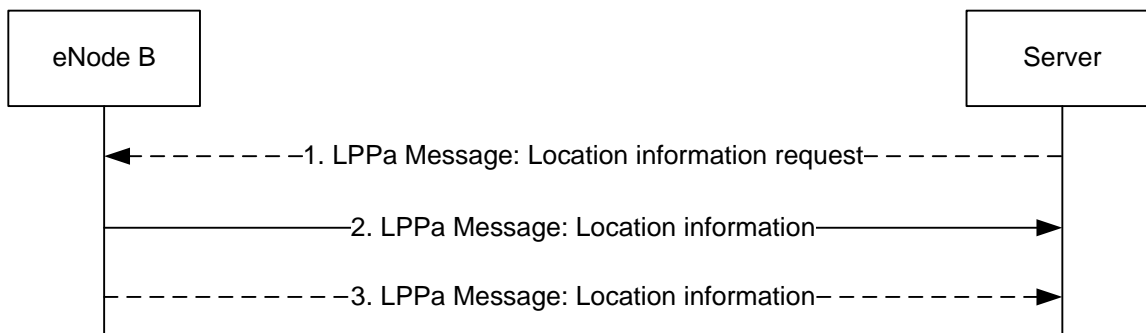 eNode B
Server
1. LPPa Message: Location information request
2. LPPa Message: Location information
3. LPPa Message: Location information